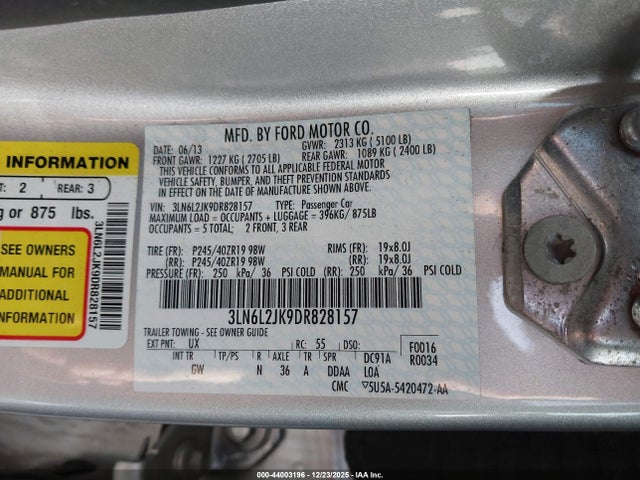 INFORMATION
: 2 REAR: 3
g or 875 lbs.
SEE OWNERS
MANUAL FOR
ADDITIONAL
INFORMATION
3LN6L2JK9DR828157
MFD. BY FORD MOTOR CO.
DATE: 06/13 GVWR: 2313 KG ( 5100 LB)
FRONT GAWR: 1227 KG ( 2705 LB) REAR GAWR: 1089 KG ( 2400 LB)
THIS VEHICLE CONFORMS TO ALL APPLICABLE FEDERAL MOTOR
VEHICLE SAFETY, BUMPER, AND THEFT PREVENTION STANDARDS
IN EFFECT ON THE DATE OF MANUFACTURE SHOWN ABOVE.
VIN: 3LN6L2JK9DR828157 TYPE: Passenger Car
MAXIMUM LOAD = OCCUPANTS + LUGGAGE = 396KG/ 875LB
OCCUPANTS = 5 TOTAL: 2 FRONT, 3 REAR
TIRE (FR): P245/40ZR19 98W RIMS (FR): 19x8.0J
(RR): P245/40ZR19 98W (RR): 19x8.0J
PRESSURE (FR): 250 kPa/ 36 PSI COLD (RR): 250 kPa/ 36 PSI COLD
3LN6L2JK9DR828157
TRAILER TOWING - SEE OWNER GUIDE
EXT PNT: UX RC: 55 DSO: F0016
INT TR TP/PS R AXLE TR SPR DC91A R0034
GW N 36 A DDAA LOA
CMC 5U5A-5420472-AA
000-44003196 - 12/23/2025 - IAA, Inc.